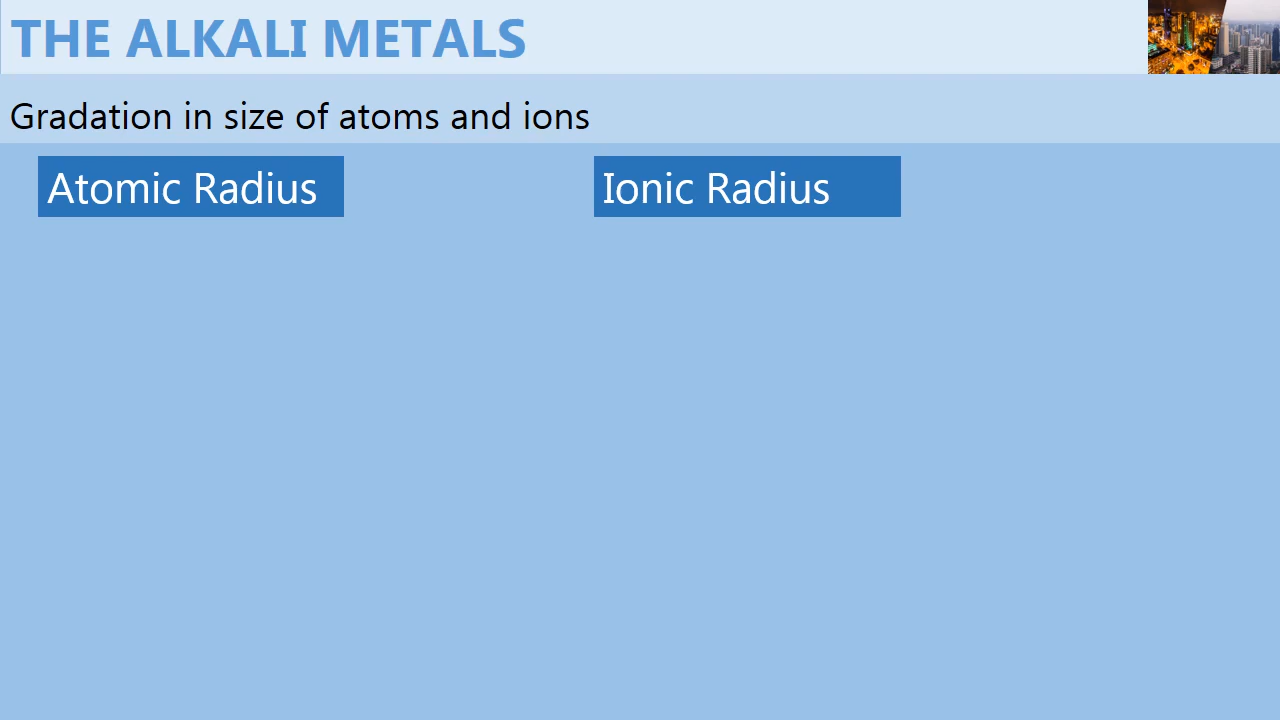 THE ALKALI METALS
Gradation in size of atoms and ions
Atomic Radius
Ionic Radius